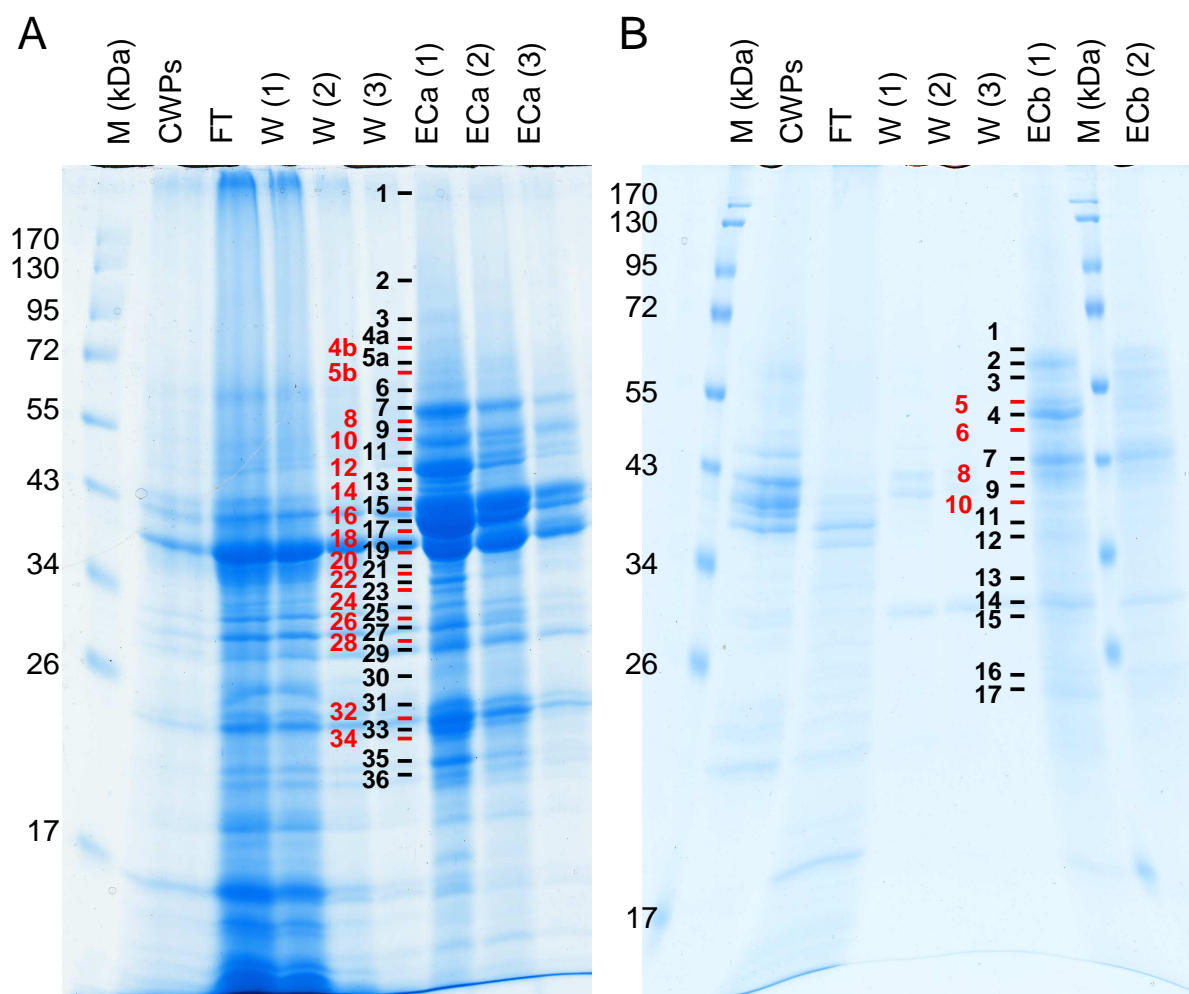 A
M (kDa)
CWPs
FT
W (1)
W (2)
W (3)
ECa (1)
ECa (2)
ECa (3)
170
130
95
72
55
43
34
26
17
1
2
3
4a
4b
5a
5b
6
7
8
9
10
11
12
13
14
15
16
17
18
19
20
21
22
23
24
25
26
27
28
29
30
31
32
33
34
35
36
B
M (kDa)
CWPs
FT
W (1)
W (2)
W (3)
ECb (1)
M (kDa)
ECb (2)
170
130
95
72
55
43
34
26
17
1
2
3
5
4
6
7
8
9
10
11
12
13
14
15
16
17